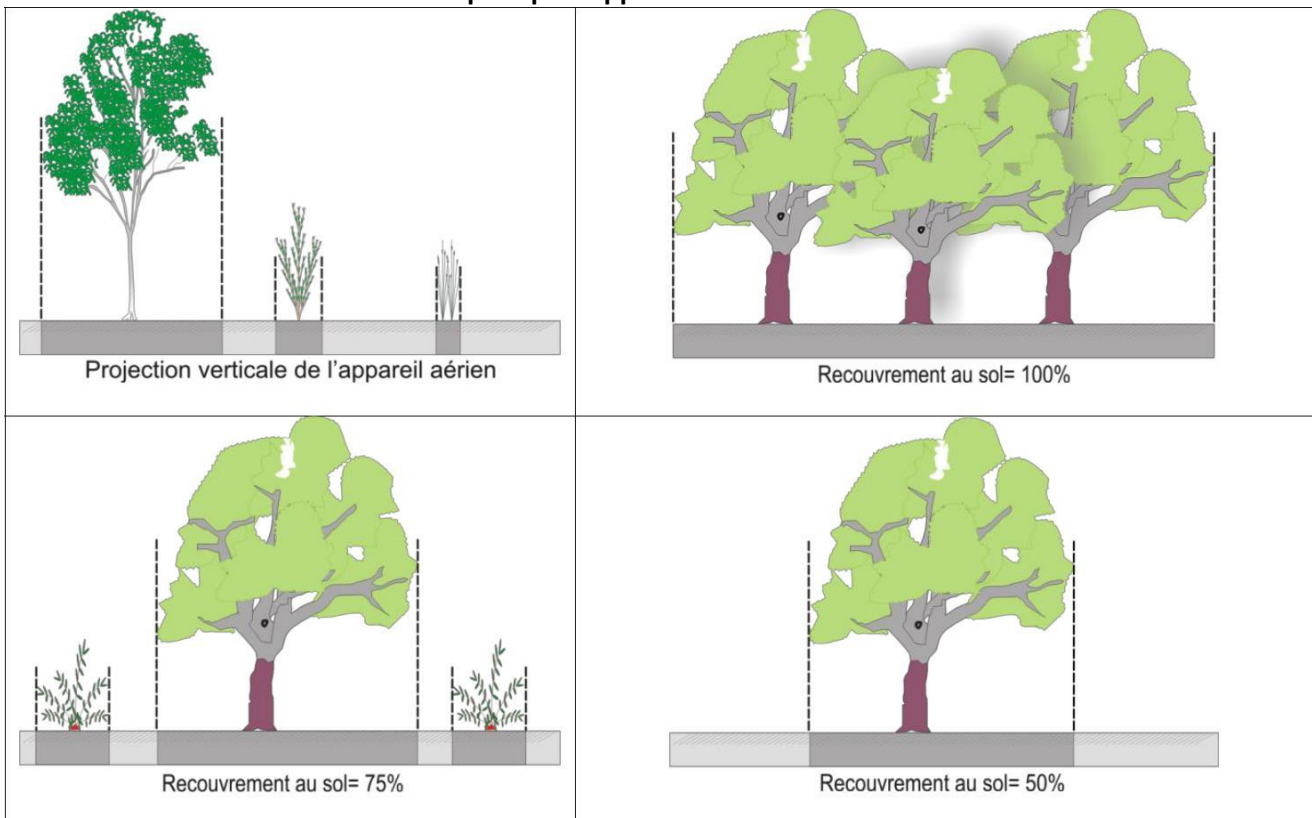 Projection verticale de l'appareil aérien
Recouvrement au sol= 100%
Recouvrement au sol= 75%
Recouvrement au sol= 50%